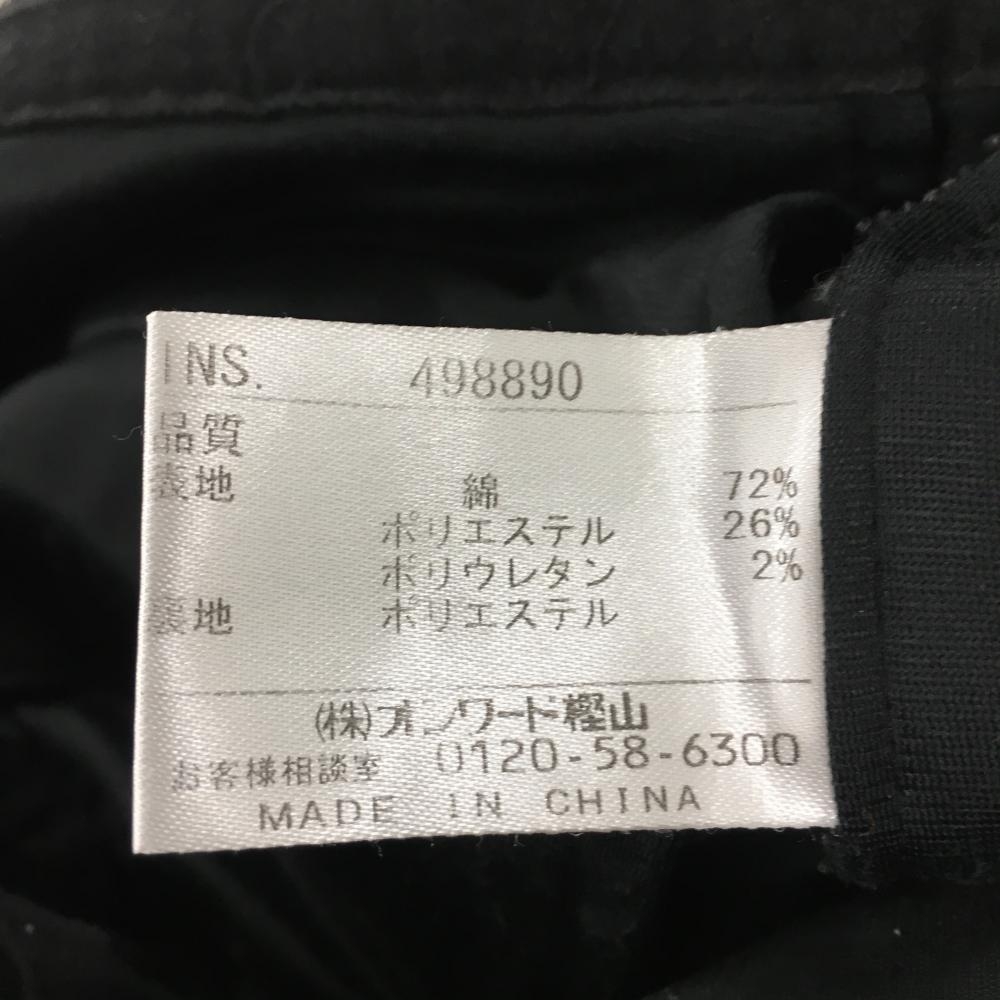 INS. 498890
品質
表地 綿 72%
ポリエステル 26%
ポリウレタン 2%
裏地 ポリエステル
(株)オンワード樫山
お客様相談室 0120-58-6300
MADE IN CHINA